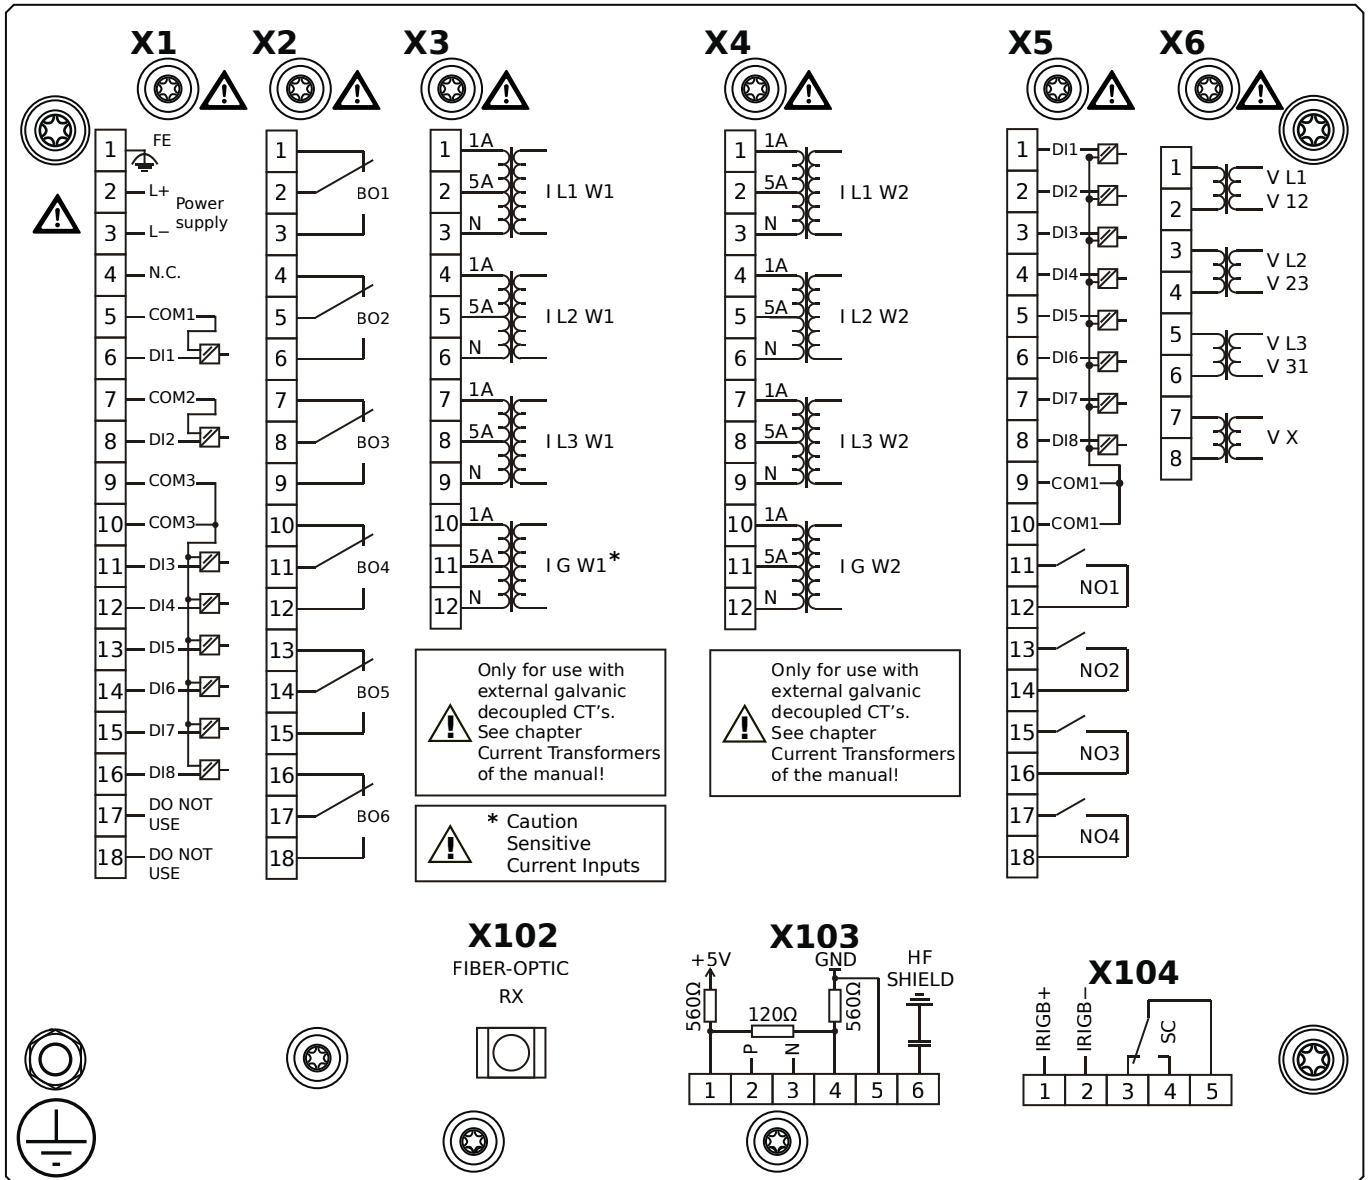 X1
X2
X3
X4
X5
X6
1 FE
2 L+
Power
supply
3 L−
4 N.C.
5 COM1
6 DI1
7 COM2
8 DI2
9 COM3
10 COM3
11 DI3
12 DI4
13 DI5
14 DI6
15 DI7
16 DI8
17 DO NOT
USE
18 DO NOT
USE
1
2 BO1
3
4
5 BO2
6
7
8 BO3
9
10
11 BO4
12
13
14 BO5
15
16
17 BO6
18
1 1A
2 5A I L1 W1
3 N
4 1A
5 5A I L2 W1
6 N
7 1A
8 5A I L3 W1
9 N
10 1A
11 5A I G W1*
12 N
Only for use with
external galvanic
decoupled CT's.
See chapter
Current Transformers
of the manual!
* Caution
Sensitive
Current Inputs
1 1A
2 5A I L1 W2
3 N
4 1A
5 5A I L2 W2
6 N
7 1A
8 5A I L3 W2
9 N
10 1A
11 5A I G W2
12 N
Only for use with
external galvanic
decoupled CT's.
See chapter
Current Transformers
of the manual!
1 DI1
2 DI2
3 DI3
4 DI4
5 DI5
6 DI6
7 DI7
8 DI8
9 COM1
10 COM1
11
NO1
12
13
NO2
14
15
NO3
16
17
NO4
18
1
V L1
V 12
2
3
V L2
V 23
4
5
V L3
V 31
6
7
V X
8
X102
FIBER-OPTIC
RX
X103
+5V
GND
HF
SHIELD
560Ω
120Ω
560Ω
P
N
1 2 3 4 5 6
X104
IRIGB+
IRIGB−
SC
1 2 3 4 5